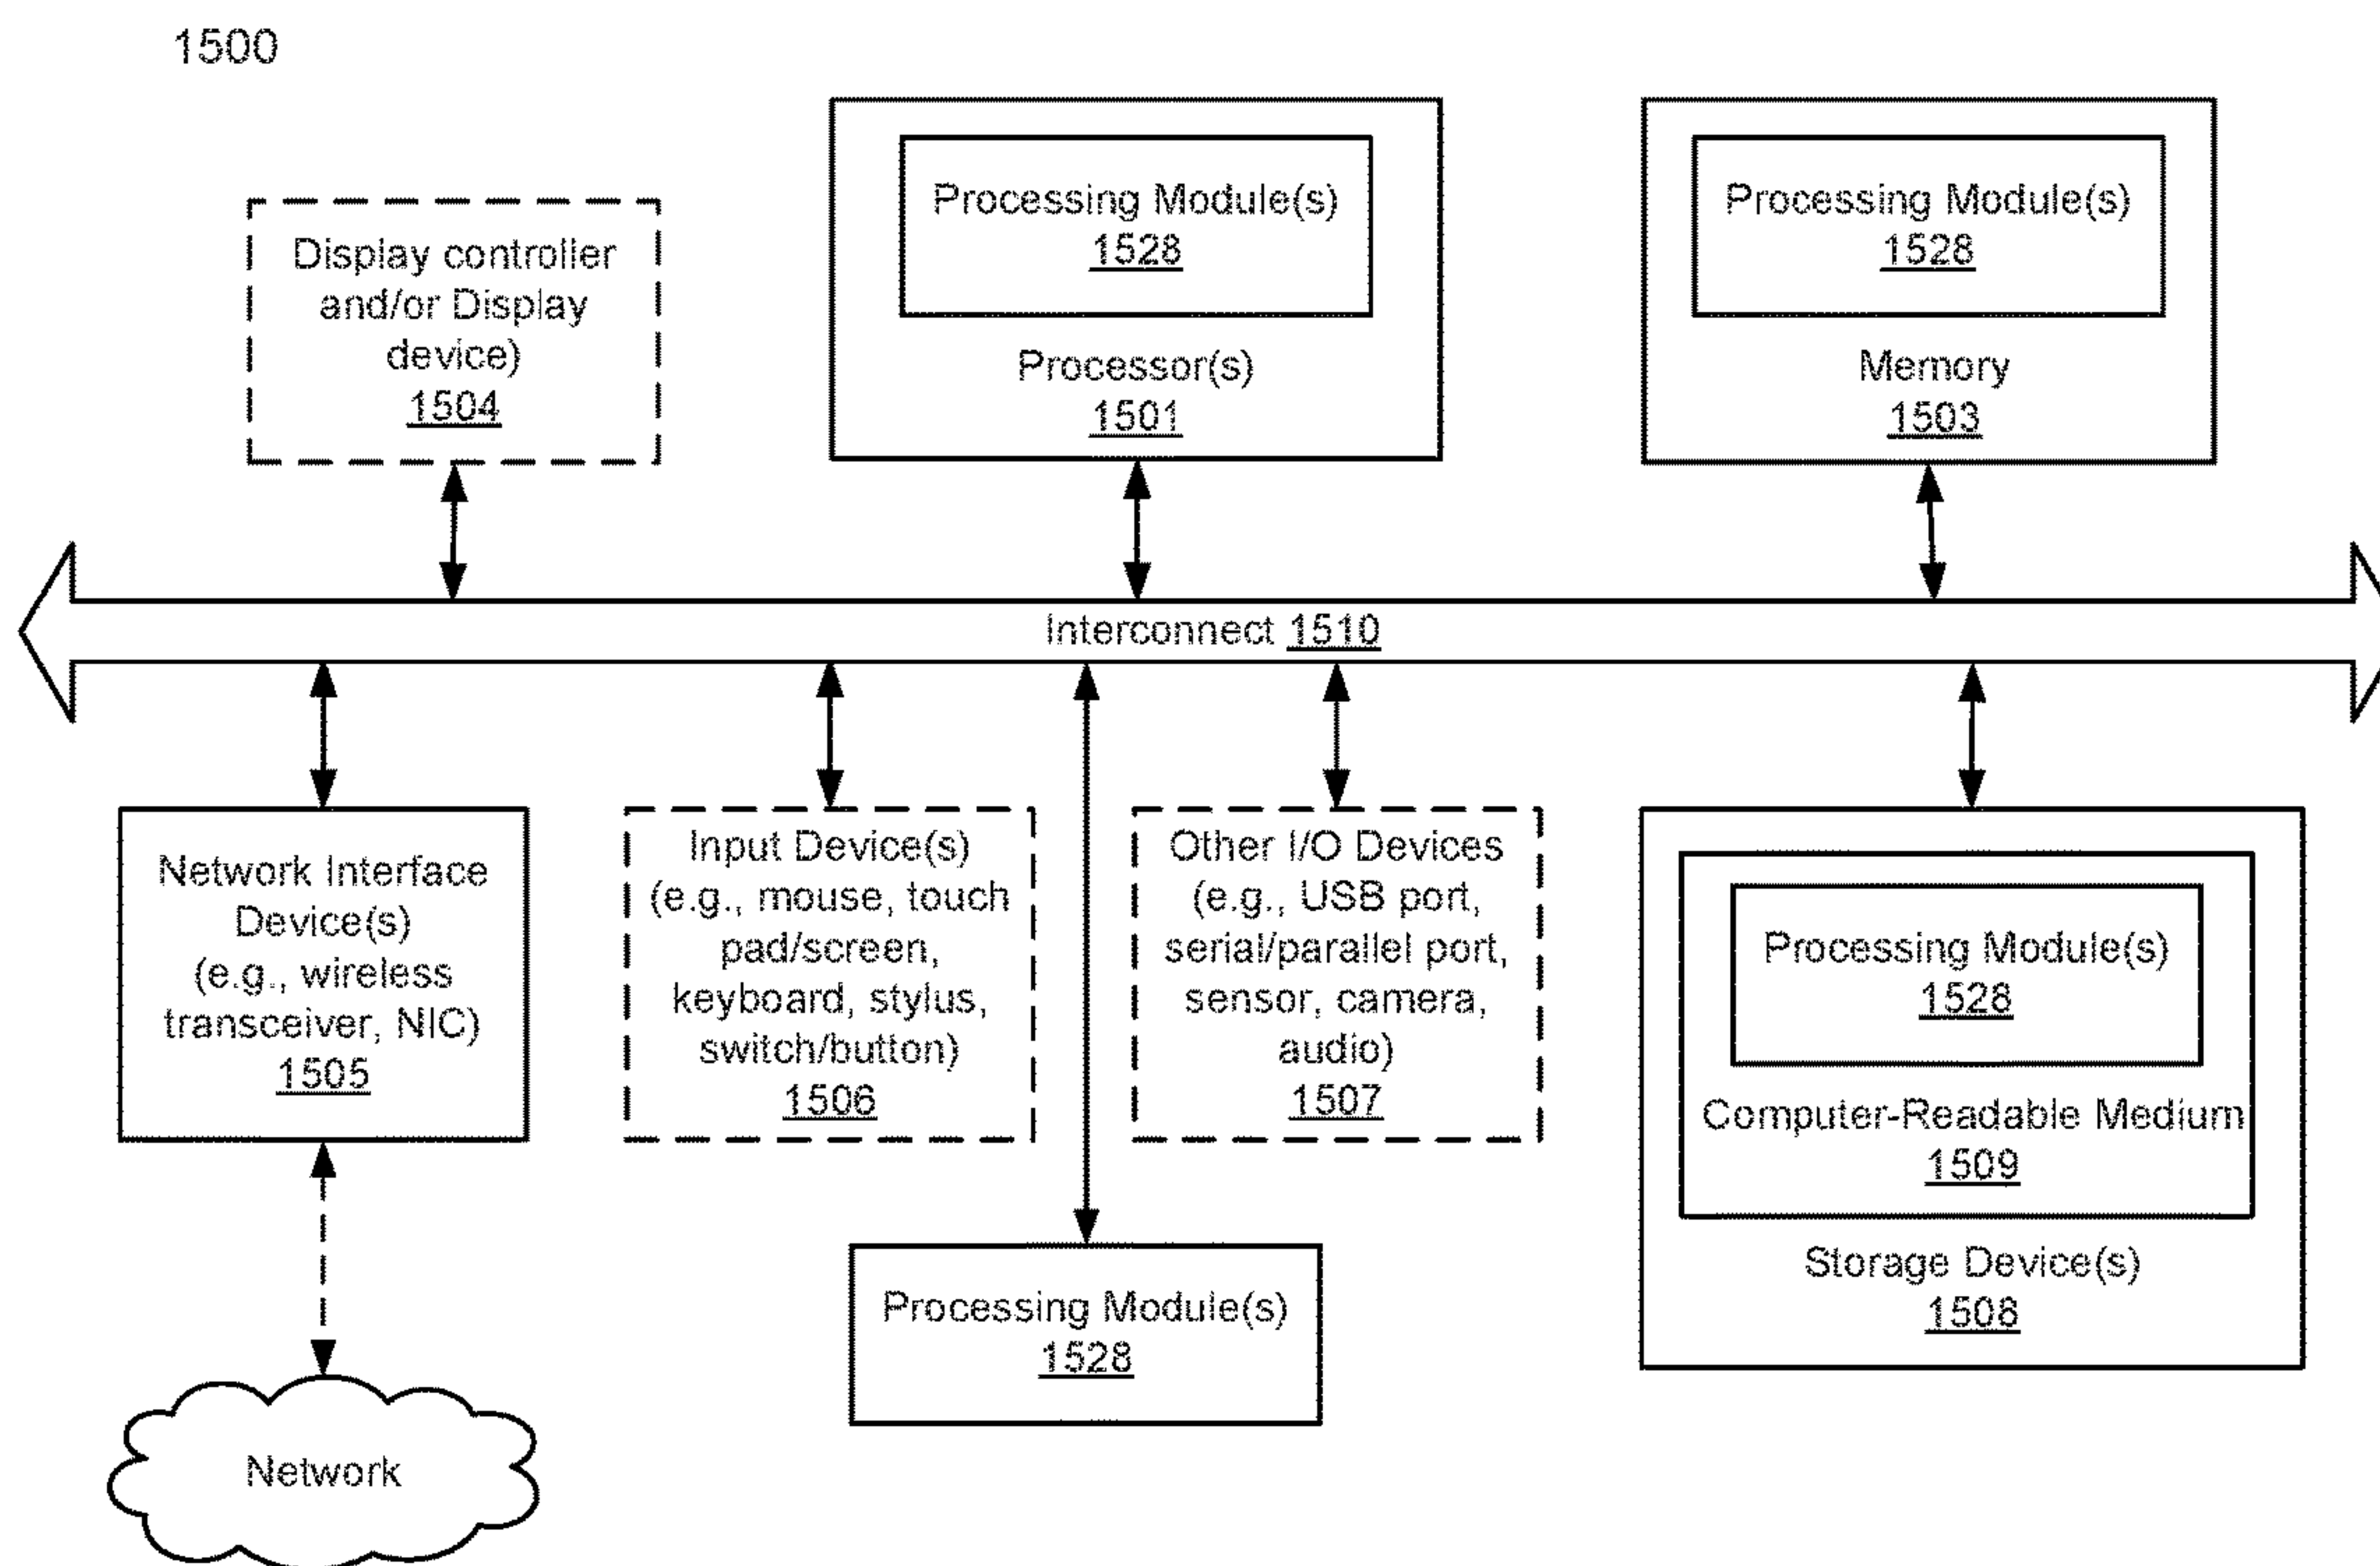 1500
Display controller
and/or Display
device)
1504
Processing Module(s)
1528
Processor(s)
1501
Processing Module(s)
1528
Memory
1503
Interconnect 1510
Network Interface
Device(s)
(e.g., wireless
transceiver, NIC)
1505
Input Device(s)
(e.g., mouse, touch
pad/screen,
keyboard, stylus,
switch/button)
1506
Other I/O Devices
(e.g., USB port,
serial/parallel port,
sensor, camera,
audio)
1507
Processing Module(s)
1528
Computer-Readable Medium
1509
Storage Device(s)
1508
Processing Module(s)
1528
Network